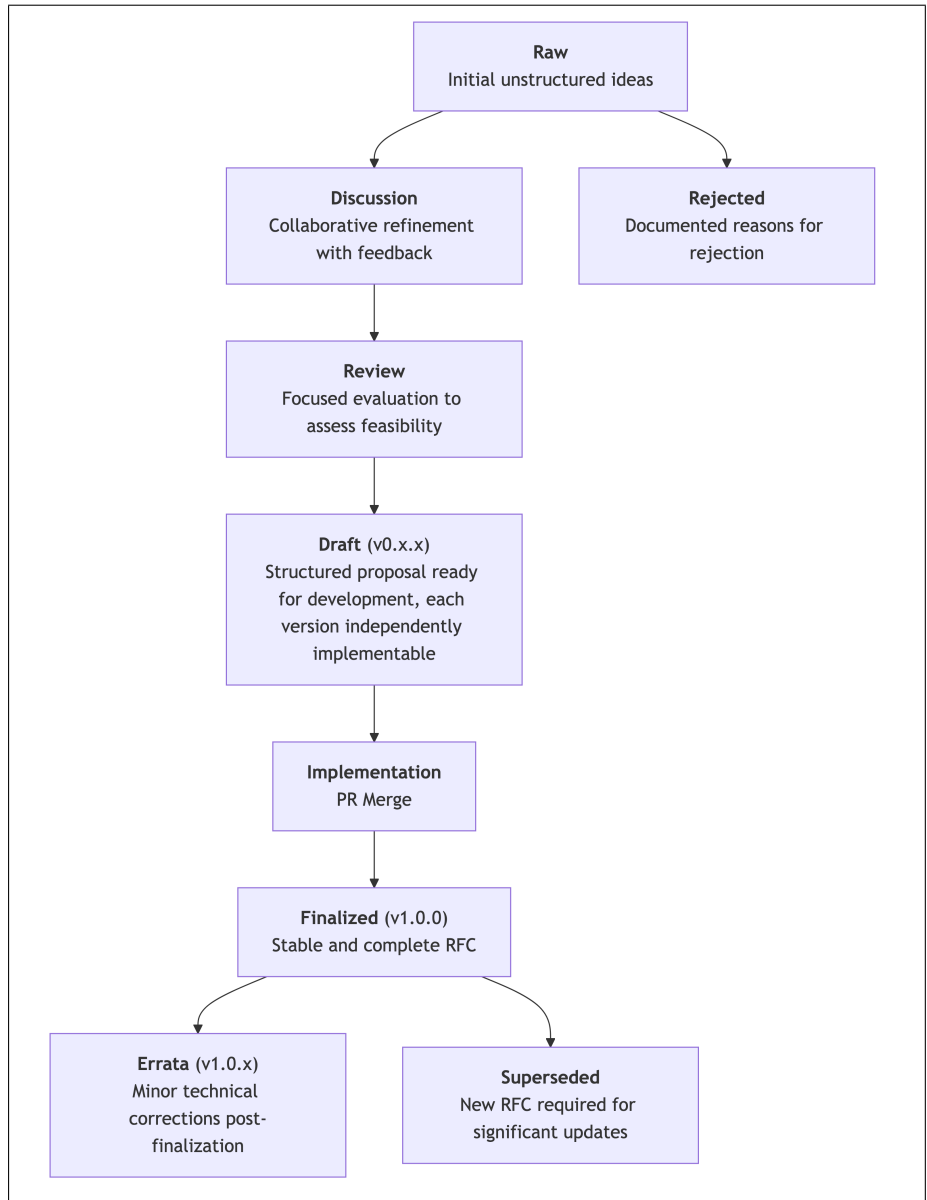 Raw
Initial unstructured ideas
Discussion
Collaborative refinement
with feedback
Rejected
Documented reasons for
rejection
Review
Focused evaluation to
assess feasibility
Draft (v0.x.x)
Structured proposal ready
for development, each
version independently
implementable
Implementation
PR Merge
Finalized (v1.0.0)
Stable and complete RFC
Errata (v1.0.x)
Minor technical
corrections post-
finalization
Superseded
New RFC required for
significant updates